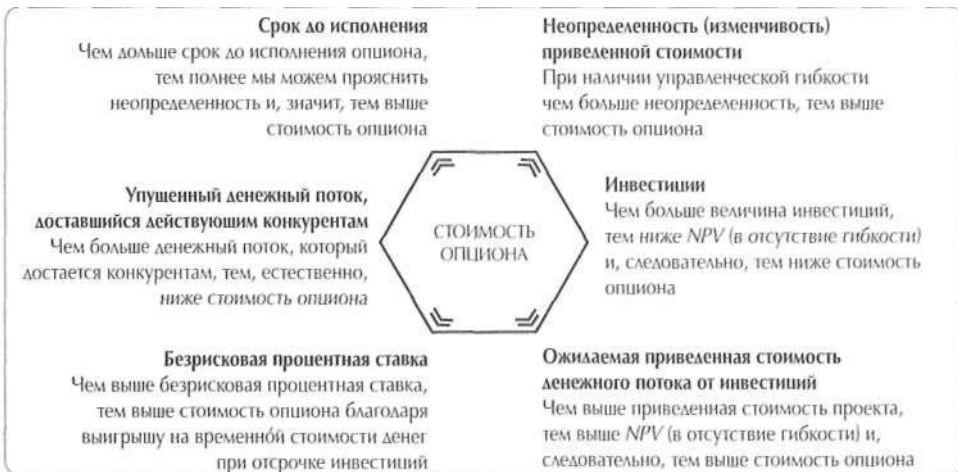 Срок до исполнения
Чем дольше срок до исполнения опциона,
тем полнее мы можем прояснить
неопределенность и, значит, тем выше
стоимость опциона
Неопределенность (изменчивость)
приведенной стоимости
При наличии управленческой гибкости
чем больше неопределенность, тем выше
стоимость опциона
Упущенный денежный поток,
доставшийся действующим конкурентам
Чем больше денежный поток, который
достается конкурентам, тем, естественно,
ниже стоимость опциона
СТОИМОСТЬ
ОПЦИОНА
Инвестиции
Чем больше величина инвестиций,
тем ниже NPV (в отсутствие гибкости)
и, следовательно, тем ниже стоимость
опциона
Безрисковая процентная ставка
Чем выше безрисковая процентная ставка,
тем выше стоимость опциона благодаря
выигрышу на временно́й стоимости денег
при отсрочке инвестиций
Ожидаемая приведенная стоимость
денежного потока от инвестиций
Чем выше приведенная стоимость проекта,
тем выше NPV (в отсутствие гибкости) и,
следовательно, тем выше стоимость опциона